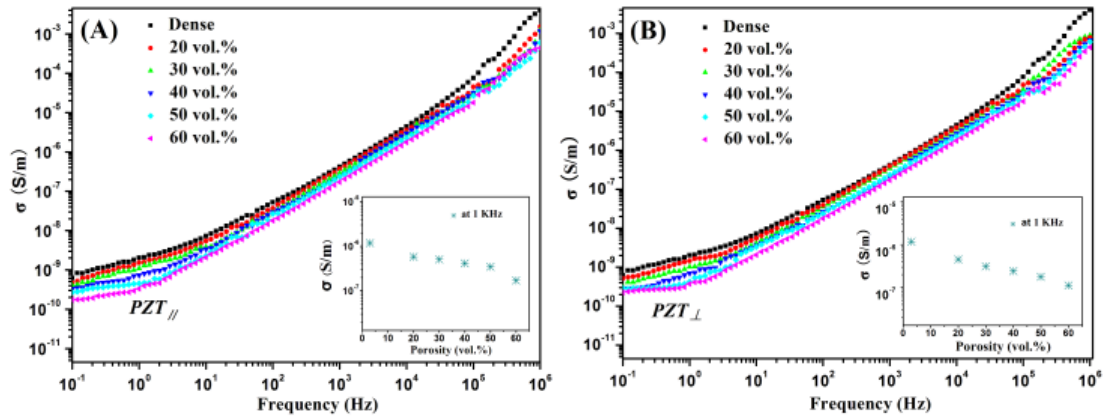 (A)
Dense
20 vol.%
30 vol.%
40 vol.%
50 vol.%
60 vol.%
σ (S/m)
10⁻³
10⁻⁴
10⁻⁵
10⁻⁶
10⁻⁷
10⁻⁸
10⁻⁹
10⁻¹⁰
10⁻¹¹
PZT//
10⁻¹ 10⁰ 10¹ 10² 10³ 10⁴ 10⁵ 10⁶
Frequency (Hz)
at 1 KHz
σ (S/m)
10⁻⁶
10⁻⁷
0 10 20 30 40 50 60
Porosity (vol.%)
(B)
Dense
20 vol.%
30 vol.%
40 vol.%
50 vol.%
60 vol.%
σ (S/m)
10⁻³
10⁻⁴
10⁻⁵
10⁻⁶
10⁻⁷
10⁻⁸
10⁻⁹
10⁻¹⁰
10⁻¹¹
PZT⊥
10⁻¹ 10⁰ 10¹ 10² 10³ 10⁴ 10⁵ 10⁶
Frequency (Hz)
at 1 KHz
σ (S/m)
10⁻⁵
10⁻⁶
10⁻⁷
0 10 20 30 40 50 60
Porosity (vol.%)